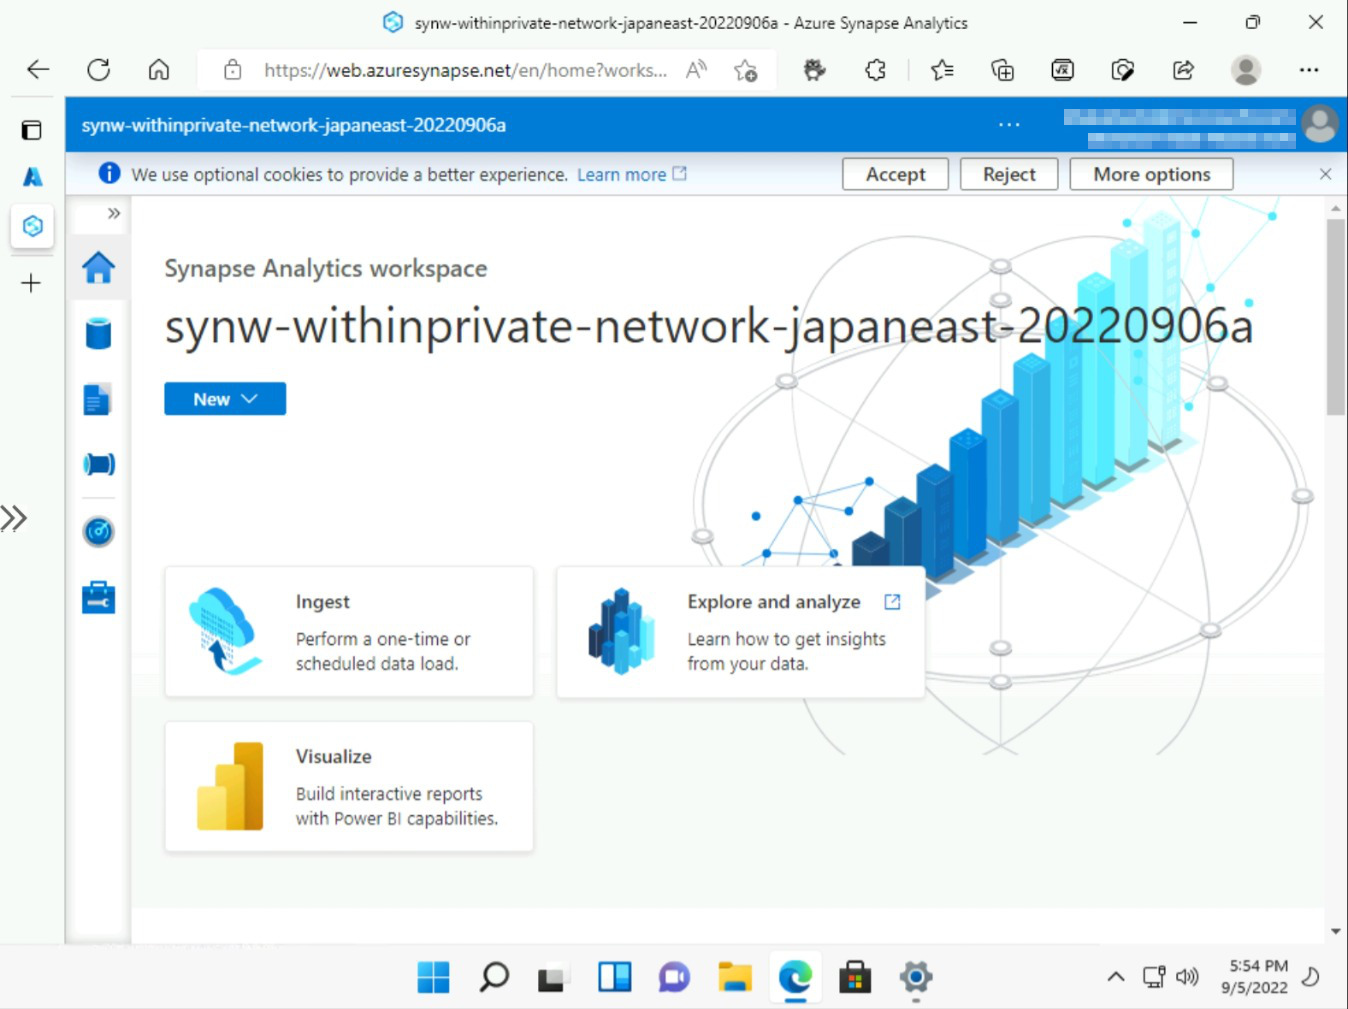 synw-withinprivate-network-japaneast-20220906a - Azure Synapse Analytics
https://web.azuresynapse.net/en/home?works...
synw-withinprivate-network-japaneast-20220906a
We use optional cookies to provide a better experience. Learn more
Accept
Reject
More options
Synapse Analytics workspace
synw-withinprivate-network-japaneast-20220906a
New
Ingest
Perform a one-time or
scheduled data load.
Explore and analyze
Learn how to get insights
from your data.
Visualize
Build interactive reports
with Power BI capabilities.
5:54 PM
9/5/2022